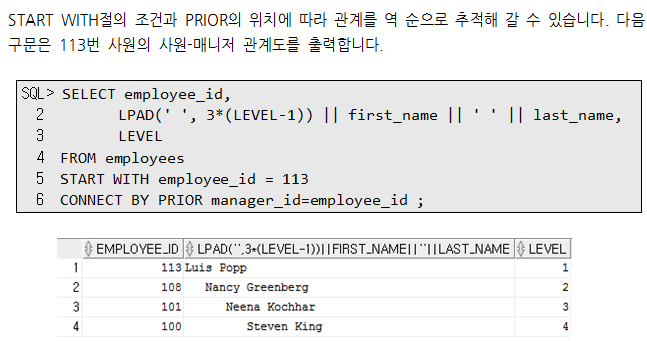 START WITH절의 조건과 PRIOR의 위치에 따라 관계를 역 순으로 추적해 갈 수 있습니다. 다음
구문은 113번 사원의 사원-매니저 관계도를 출력합니다.
SQL> SELECT employee_id,
2 LPAD(' ', 3*(LEVEL-1)) || first_name || ' ' || last_name,
3 LEVEL
4 FROM employees
5 START WITH employee_id = 113
6 CONNECT BY PRIOR manager_id=employee_id ;
EMPLOYEE_ID LPAD('',3*(LEVEL-1))||FIRST_NAME||''||LAST_NAME LEVEL
1 113 Luis Popp 1
2 108 Nancy Greenberg 2
3 101 Neena Kochhar 3
4 100 Steven King 4